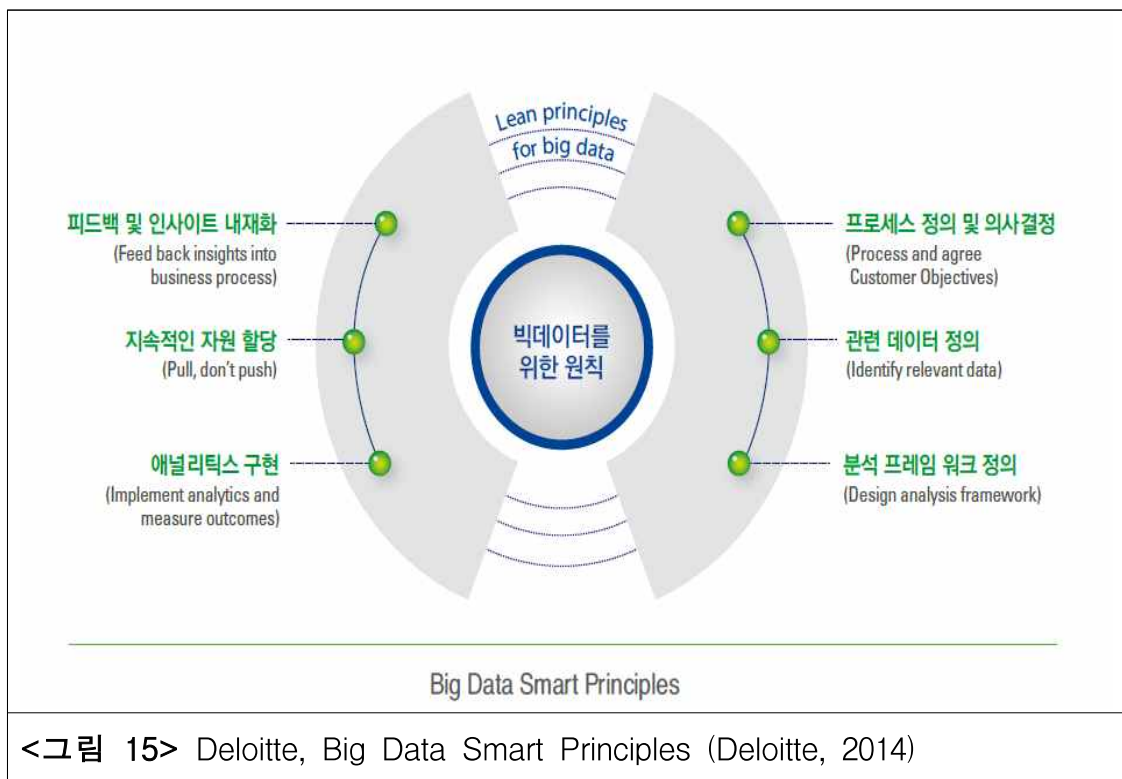 Lean principles
for big data
피드백 및 인사이트 내재화
(Feed back insights into
business process)
지속적인 자원 할당
(Pull, don't push)
애널리틱스 구현
(Implement analytics and
measure outcomes)
빅데이터를
위한 원칙
프로세스 정의 및 의사결정
(Process and agree
Customer Objectives)
관련 데이터 정의
(Identify relevant data)
분석 프레임 워크 정의
(Design analysis framework)
Big Data Smart Principles
<그림 15> Deloitte, Big Data Smart Principles (Deloitte, 2014)